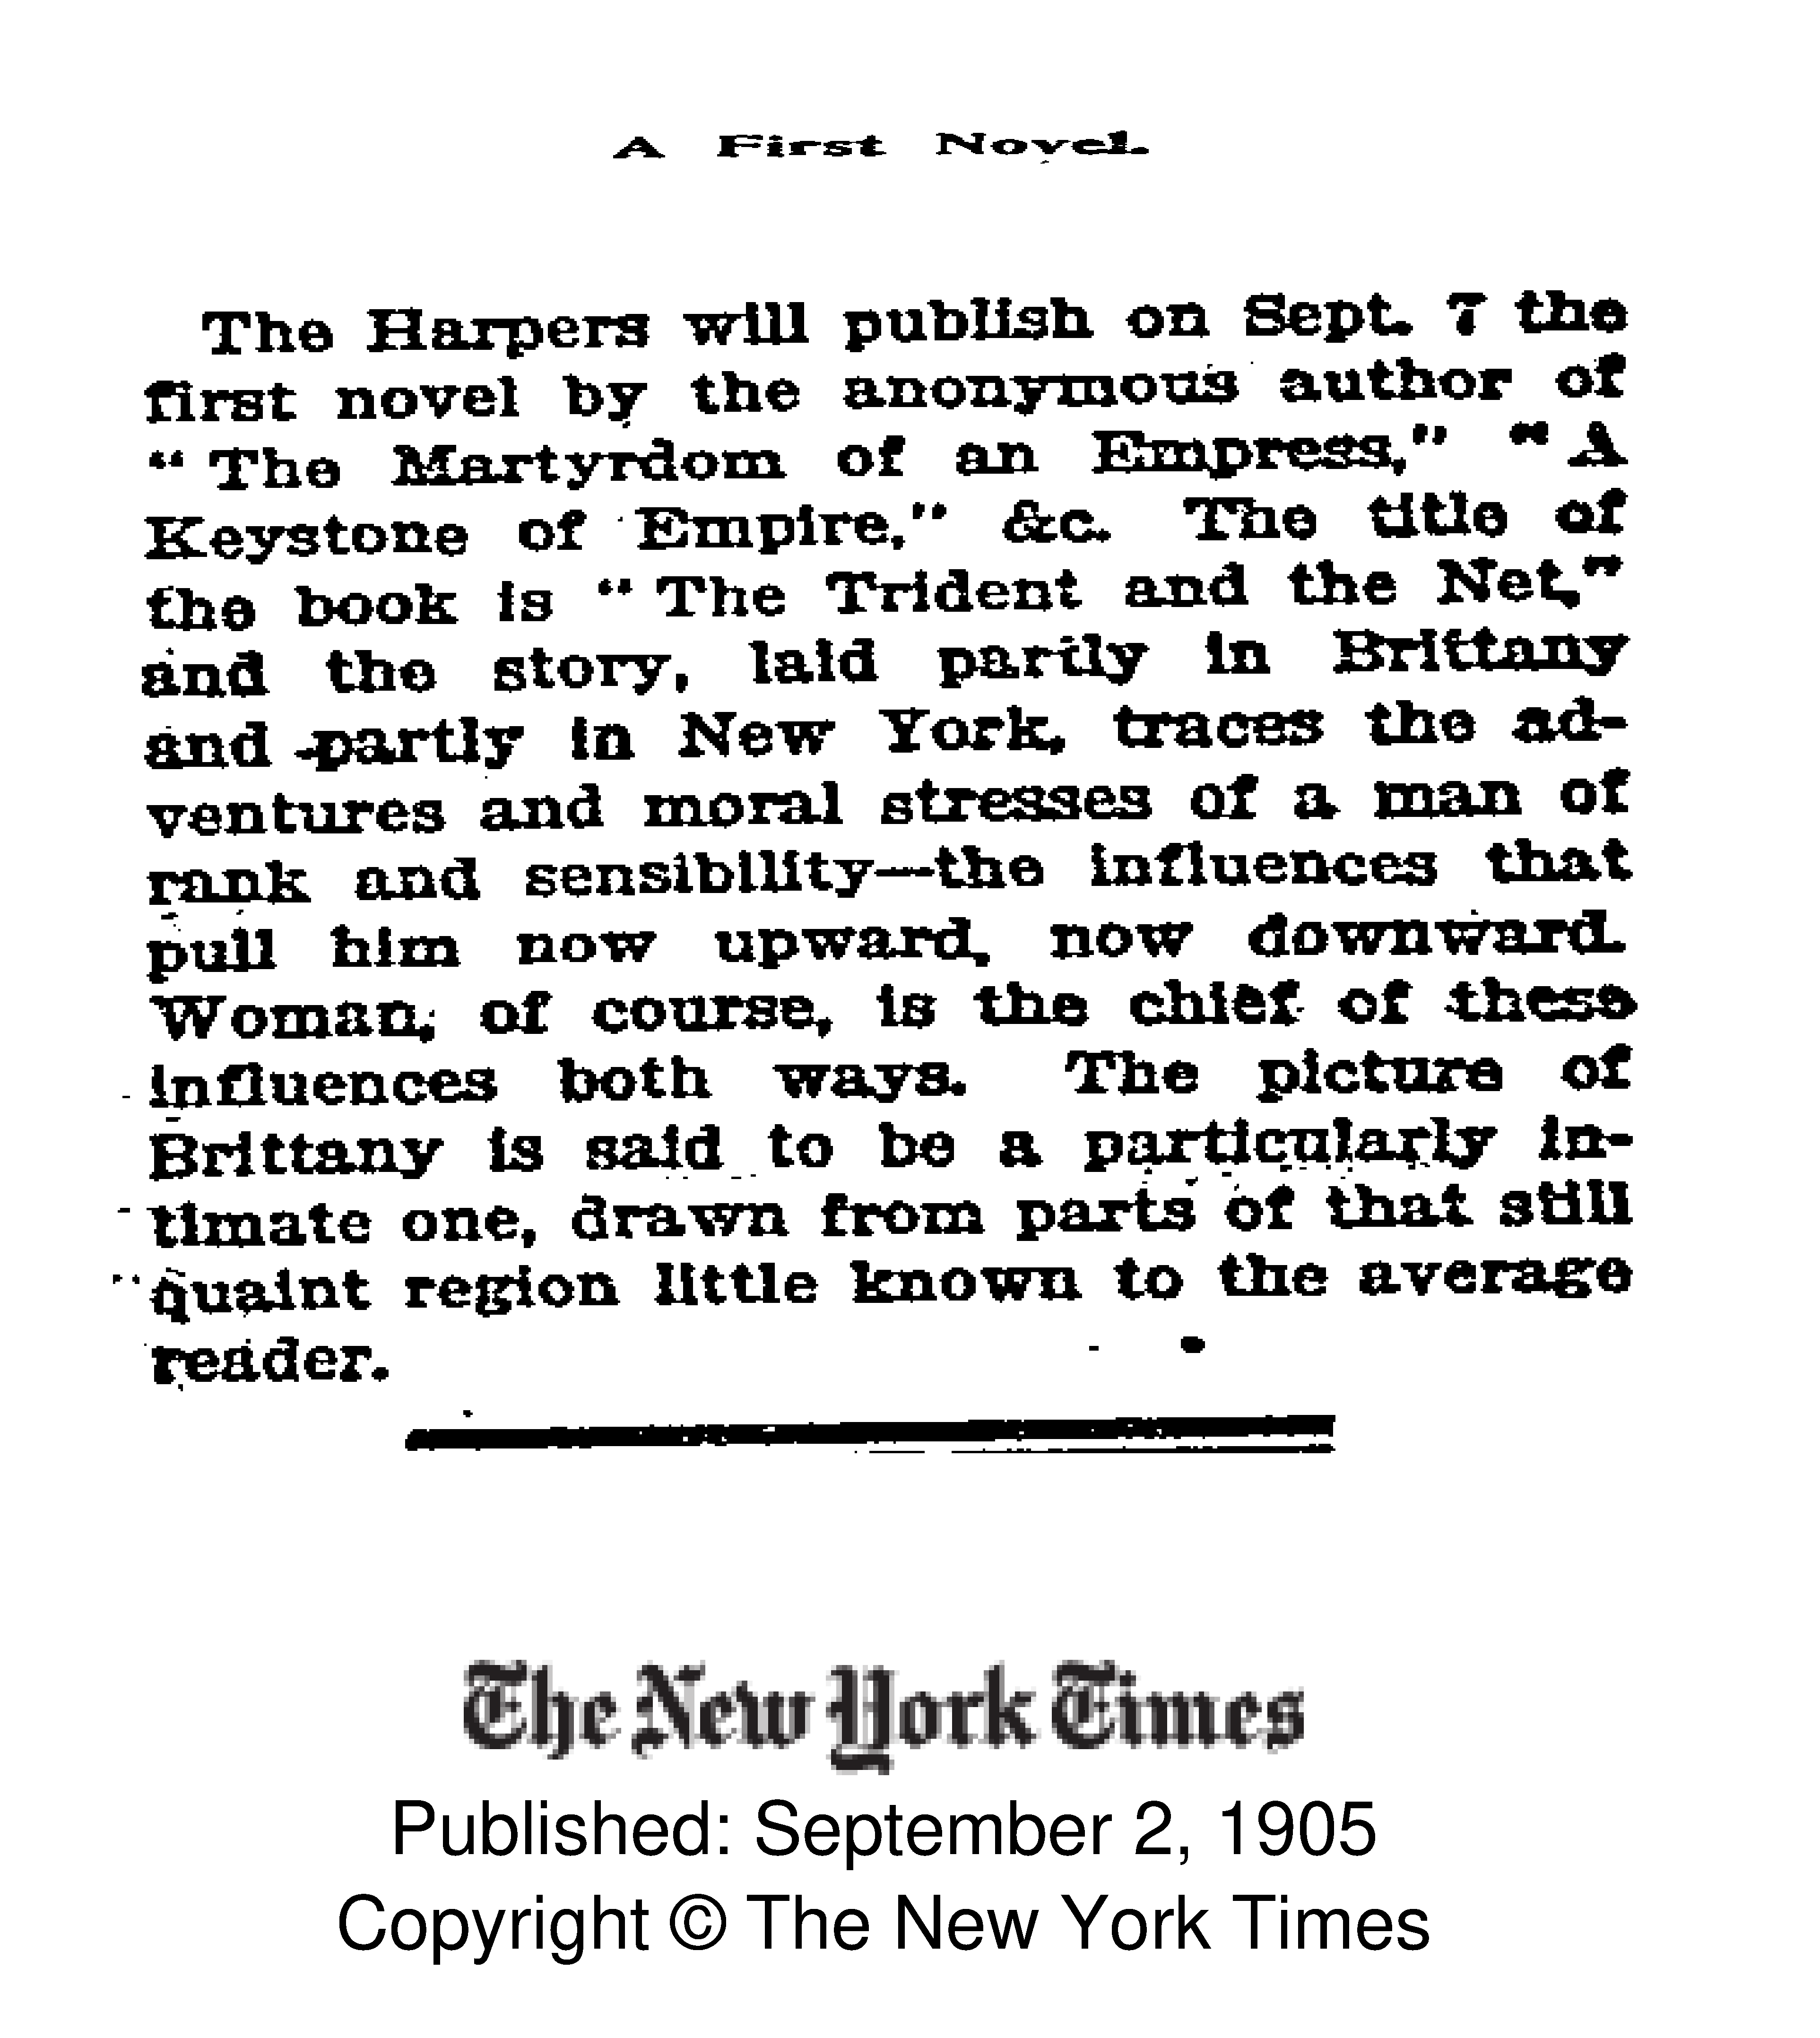 A First Novel.
The Harpers will publish on Sept. 7 the
first novel by the anonymous author of
“ The Martyrdom of an Empress,” “ A
Keystone of Empire,” &c. The title of
the book is “ The Trident and the Net,”
and the story, laid partly in Brittany
and partly in New York, traces the ad-
ventures and moral stresses of a man of
rank and sensibility—the influences that
pull him now upward, now downward.
Woman, of course, is the chief of these
influences both ways. The picture of
Brittany is said to be a particularly in-
timate one, drawn from parts of that still
quaint region little known to the average
reader.
The New York Times
Published: September 2, 1905
Copyright © The New York Times